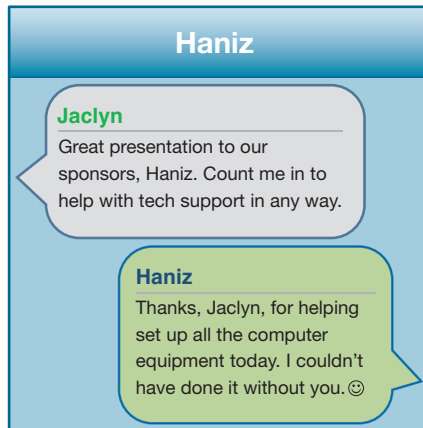 Haniz
Jaclyn
Great presentation to our
sponsors, Haniz. Count me in to
help with tech support in any way.
Haniz
Thanks, Jaclyn, for helping
set up all the computer
equipment today. I couldn’t
have done it without you.☺